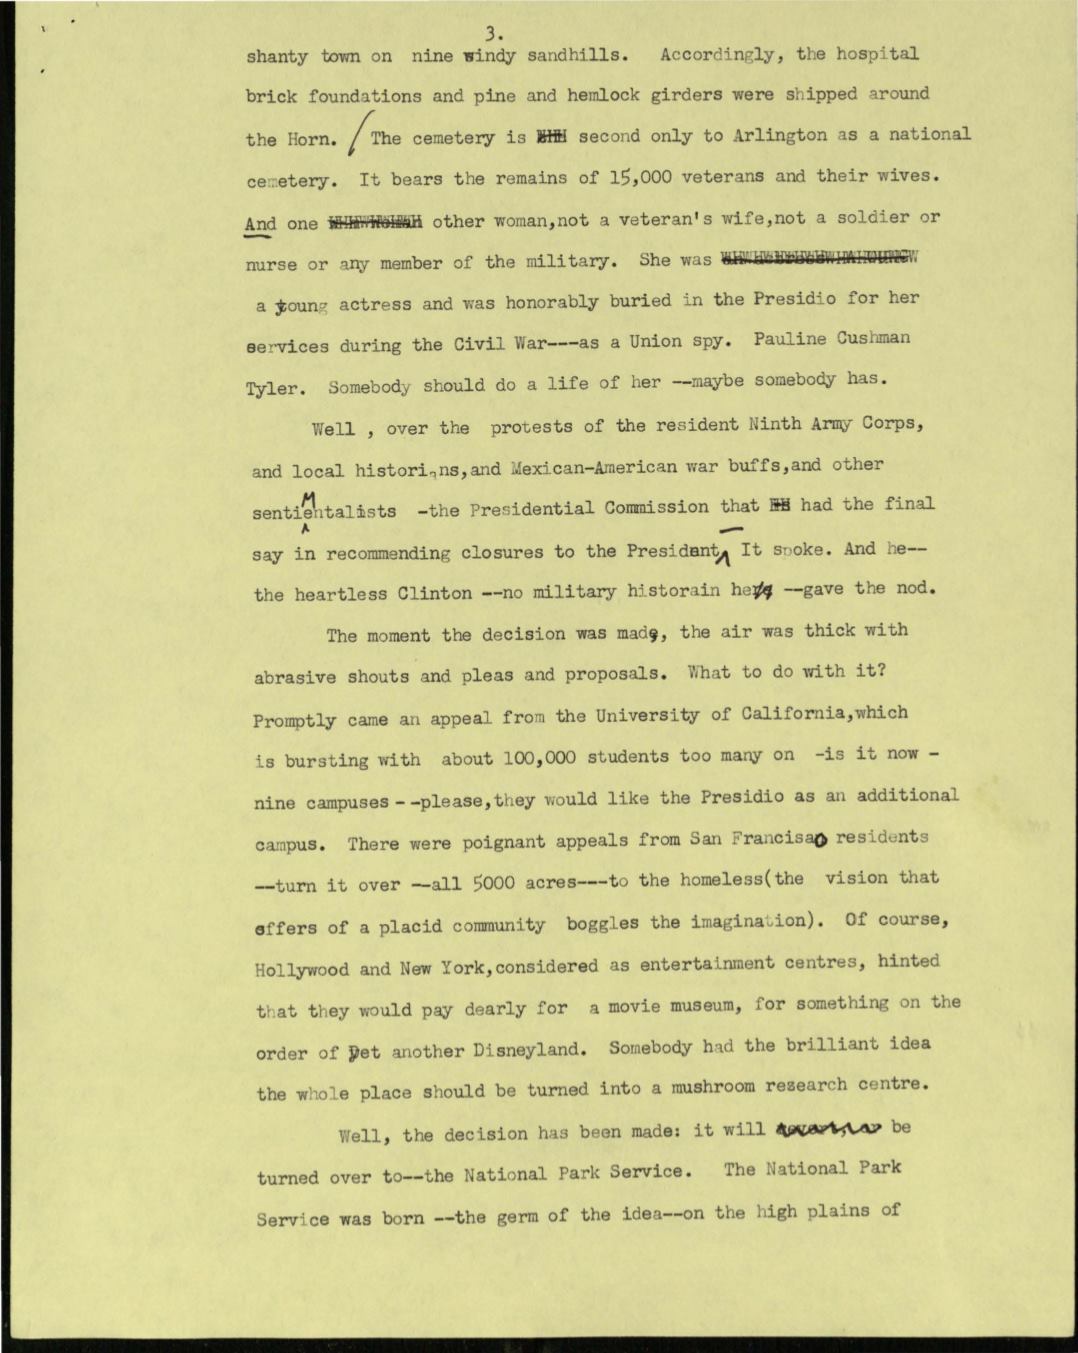 3.
shanty town on nine windy sandhills. Accordingly, the hospital
brick foundations and pine and hemlock girders were shipped around
the Horn. / The cemetery is second only to Arlington as a national
cemetery. It bears the remains of 15,000 veterans and their wives.
And one other woman,not a veteran's wife,not a soldier or
nurse or any member of the military. She was
a young actress and was honorably buried in the Presidio for her
services during the Civil War---as a Union spy. Pauline Cushman
Tyler. Somebody should do a life of her --maybe somebody has.
Well , over the protests of the resident Ninth Army Corps,
and local historians,and Mexican-American war buffs,and other
sentiMentalists -the Presidential Commission that had the final
say in recommending closures to the President It spoke. And he--
the heartless Clinton --no military historain he --gave the nod.
The moment the decision was made, the air was thick with
abrasive shouts and pleas and proposals. What to do with it?
Promptly came an appeal from the University of California,which
is bursting with about 100,000 students too many on -is it now -
nine campuses --please,they would like the Presidio as an additional
campus. There were poignant appeals from San Francisao residents
--turn it over --all 5000 acres---to the homeless(the vision that
offers of a placid community boggles the imagination). Of course,
Hollywood and New York,considered as entertainment centres, hinted
that they would pay dearly for a movie museum, for something on the
order of yet another Disneyland. Somebody had the brilliant idea
the whole place should be turned into a mushroom research centre.
Well, the decision has been made: it will be
turned over to--the National Park Service. The National Park
Service was born --the germ of the idea--on the high plains of